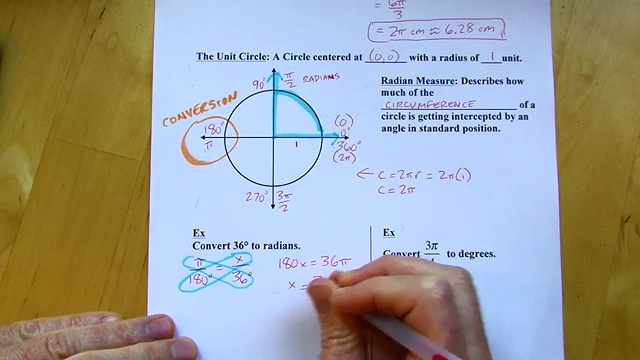 = 6π/3
= 2π cm ≈ 6.28 cm
The Unit Circle: A Circle centered at (0,0) with a radius of 1 unit.
90° π/2 RADIANS
CONVERSION
180°
π
(0)
0°
360°
(2π)
1
270° 3π/2
Radian Measure: Describes how
much of the
CIRCUMFERENCE of a
circle is getting intercepted by an
angle in standard position.
← C = 2πr = 2π(1)
C = 2π
Ex
Convert 36° to radians.
π/180° = x/36°
180x = 36π
x =
Ex
Convert 3π/ to degrees.